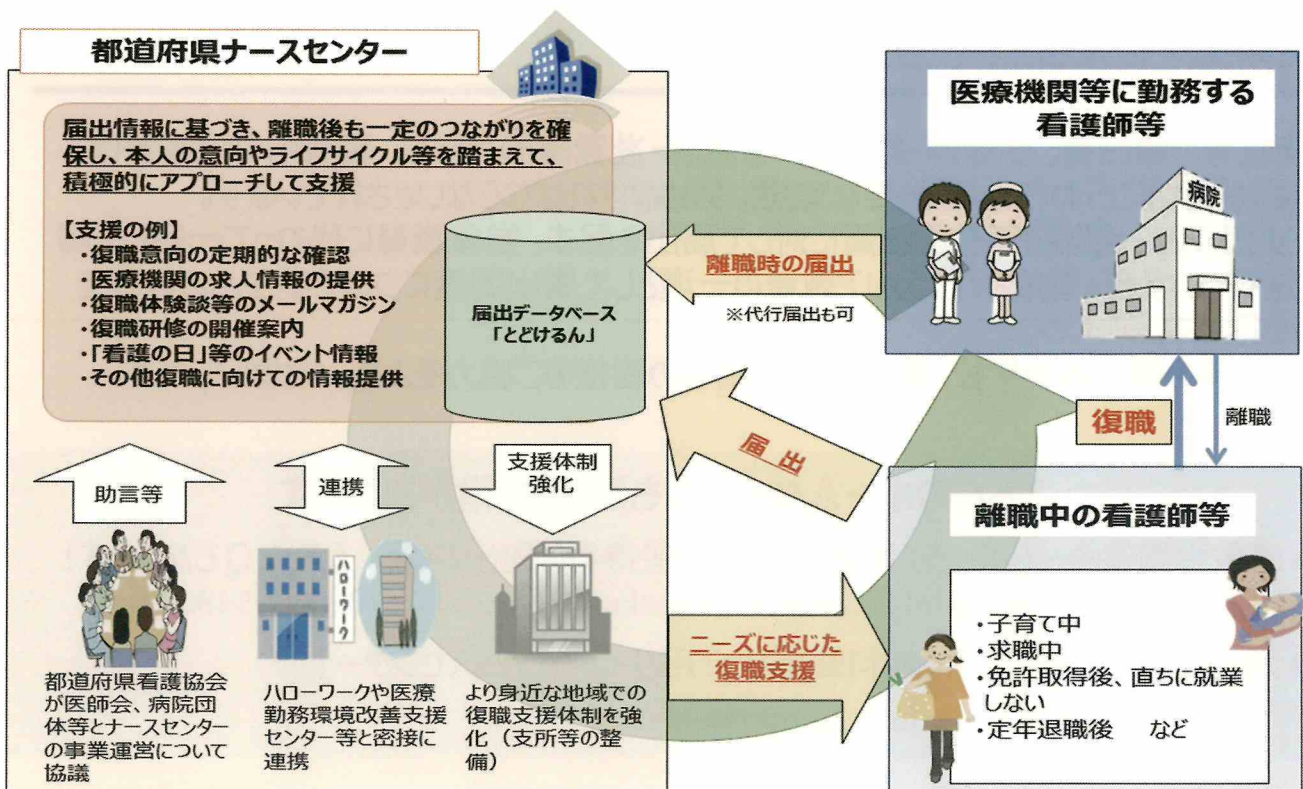 都道府県ナースセンター
届出情報に基づき、離職後も一定のつながりを確
保し、本人の意向やライフサイクル等を踏まえて、
積極的にアプローチして支援
【支援の例】
・復職意向の定期的な確認
・医療機関の求人情報の提供
・復職体験談等のメールマガジン
・復職研修の開催案内
・「看護の日」等のイベント情報
・その他復職に向けての情報提供
届出データベース
「とどけるん」
離職時の届出
※代行届出も可
医療機関等に勤務する
看護師等
病院
届出
復職
離職
助言等
連携
支援体制
強化
ハローワーク
都道府県看護協会
が医師会、病院団
体等とナースセンター
の事業運営について
協議
ハローワークや医療
勤務環境改善支援
センター等と密接に
連携
より身近な地域での
復職支援体制を強
化（支所等の整
備）
ニーズに応じた
復職支援
離職中の看護師等
・子育て中
・求職中
・免許取得後、直ちに就業
しない
・定年退職後　など